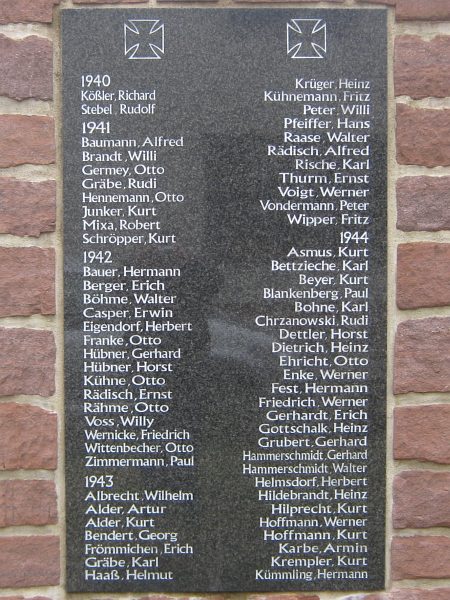 1940
Kößler, Richard
Stebel, Rudolf
1941
Baumann, Alfred
Brandt, Willi
Germey, Otto
Gräbe, Rudi
Hennemann, Otto
Junker, Kurt
Mixa, Robert
Schröpper, Kurt
1942
Bauer, Hermann
Berger, Erich
Böhme, Walter
Casper, Erwin
Eigendorf, Herbert
Franke, Otto
Hübner, Gerhard
Hübner, Horst
Kühne, Otto
Rädisch, Ernst
Rähme, Otto
Voss, Willy
Wernicke, Friedrich
Wittenbecher, Otto
Zimmermann, Paul
1943
Albrecht, Wilhelm
Alder, Artur
Alder, Kurt
Bendert, Georg
Frömmichen, Erich
Gräbe, Karl
Haaß, Helmut
Krüger, Heinz
Kühnemann, Fritz
Peter, Willi
Pfeiffer, Hans
Raase, Walter
Rädisch, Alfred
Rische, Karl
Thurm, Ernst
Voigt, Werner
Vondermann, Peter
Wipper, Fritz
1944
Asmus, Kurt
Bettzieche, Karl
Beyer, Kurt
Blankenberg, Paul
Bohne, Karl
Chrzanowski, Rudi
Dettler, Horst
Dietrich, Heinz
Ehricht, Otto
Enke, Werner
Fest, Hermann
Friedrich, Werner
Gerhardt, Erich
Gottschalk, Heinz
Grubert, Gerhard
Hammerschmidt, Gerhard
Hammerschmidt, Walter
Helmsdorf, Herbert
Hildebrandt, Heinz
Hilprecht, Kurt
Hoffmann, Werner
Hoffmann, Kurt
Karbe, Armin
Krempler, Kurt
Kümmling, Hermann